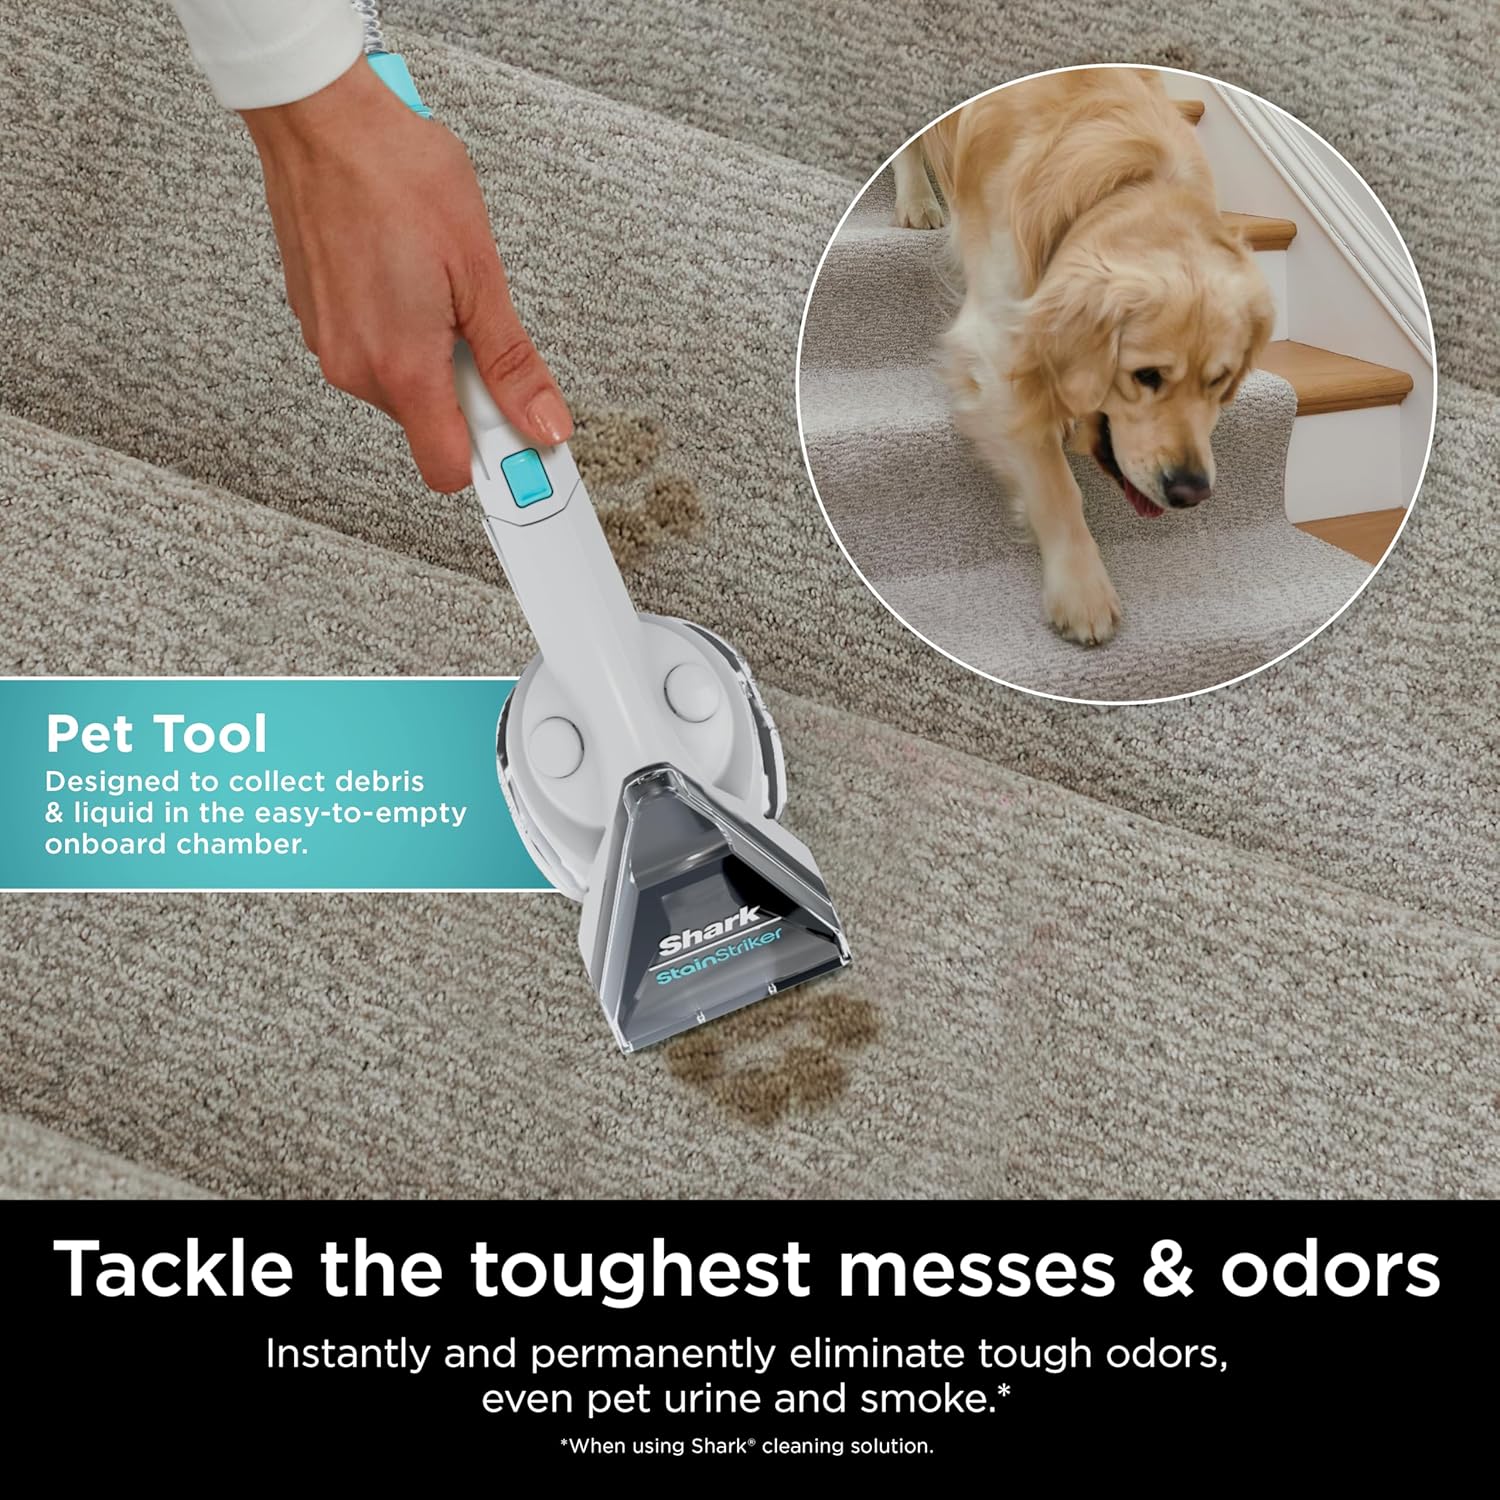 Pet Tool
Designed to collect debris
& liquid in the easy-to-empty
onboard chamber.
Shark
StainStriker
Tackle the toughest messes & odors
Instantly and permanently eliminate tough odors,
even pet urine and smoke.*
*When using Shark® cleaning solution.